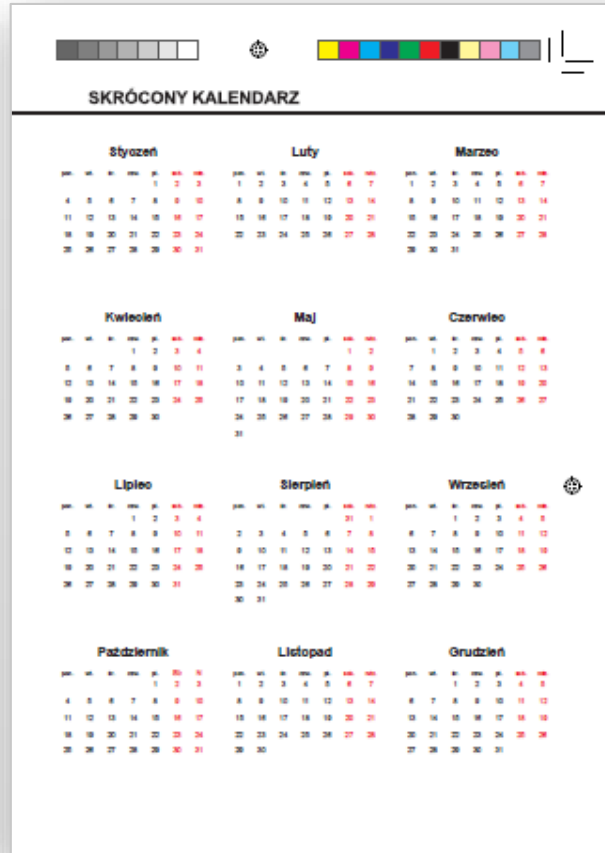 SKRÓCONY KALENDARZ
Styczeń
1 2 3
4 5 6 7 8 9 10
11 12 13 14 15 16 17
18 19 20 21 22 23 24
25 26 27 28 29 30 31
Luty
1 2 3 4 5 6 7
8 9 10 11 12 13 14
15 16 17 18 19 20 21
22 23 24 25 26 27 28
Marzec
1 2 3 4 5 6 7
8 9 10 11 12 13 14
15 16 17 18 19 20 21
22 23 24 25 26 27 28
29 30 31
Kwiecień
1 2 3 4
5 6 7 8 9 10 11
12 13 14 15 16 17 18
19 20 21 22 23 24 25
26 27 28 29 30
Maj
1 2
3 4 5 6 7 8 9
10 11 12 13 14 15 16
17 18 19 20 21 22 23
24 25 26 27 28 29 30
31
Czerwiec
1 2 3 4 5 6
7 8 9 10 11 12 13
14 15 16 17 18 19 20
21 22 23 24 25 26 27
28 29 30
Lipiec
1 2 3 4
5 6 7 8 9 10 11
12 13 14 15 16 17 18
19 20 21 22 23 24 25
26 27 28 29 30 31
Sierpień
31 1
2 3 4 5 6 7 8
9 10 11 12 13 14 15
16 17 18 19 20 21 22
23 24 25 26 27 28 29
30 31
Wrzesień
1 2 3 4 5
6 7 8 9 10 11 12
13 14 15 16 17 18 19
20 21 22 23 24 25 26
27 28 29 30
Październik
1 2 3
4 5 6 7 8 9 10
11 12 13 14 15 16 17
18 19 20 21 22 23 24
25 26 27 28 29 30 31
Listopad
1 2 3 4 5 6 7
8 9 10 11 12 13 14
15 16 17 18 19 20 21
22 23 24 25 26 27 28
29 30
Grudzień
1 2 3 4 5
6 7 8 9 10 11 12
13 14 15 16 17 18 19
20 21 22 23 24 25 26
27 28 29 30 31